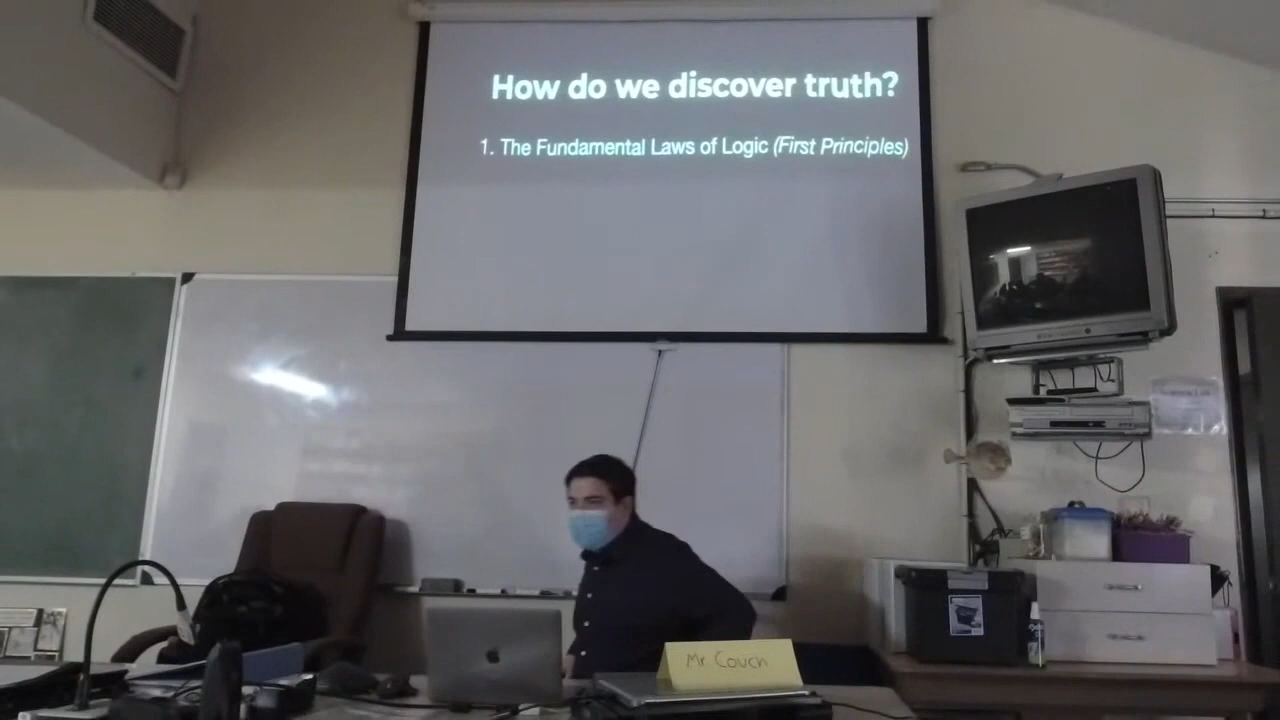 How do we discover truth?
1. The Fundamental Laws of Logic (First Principles)
Mr. Couch